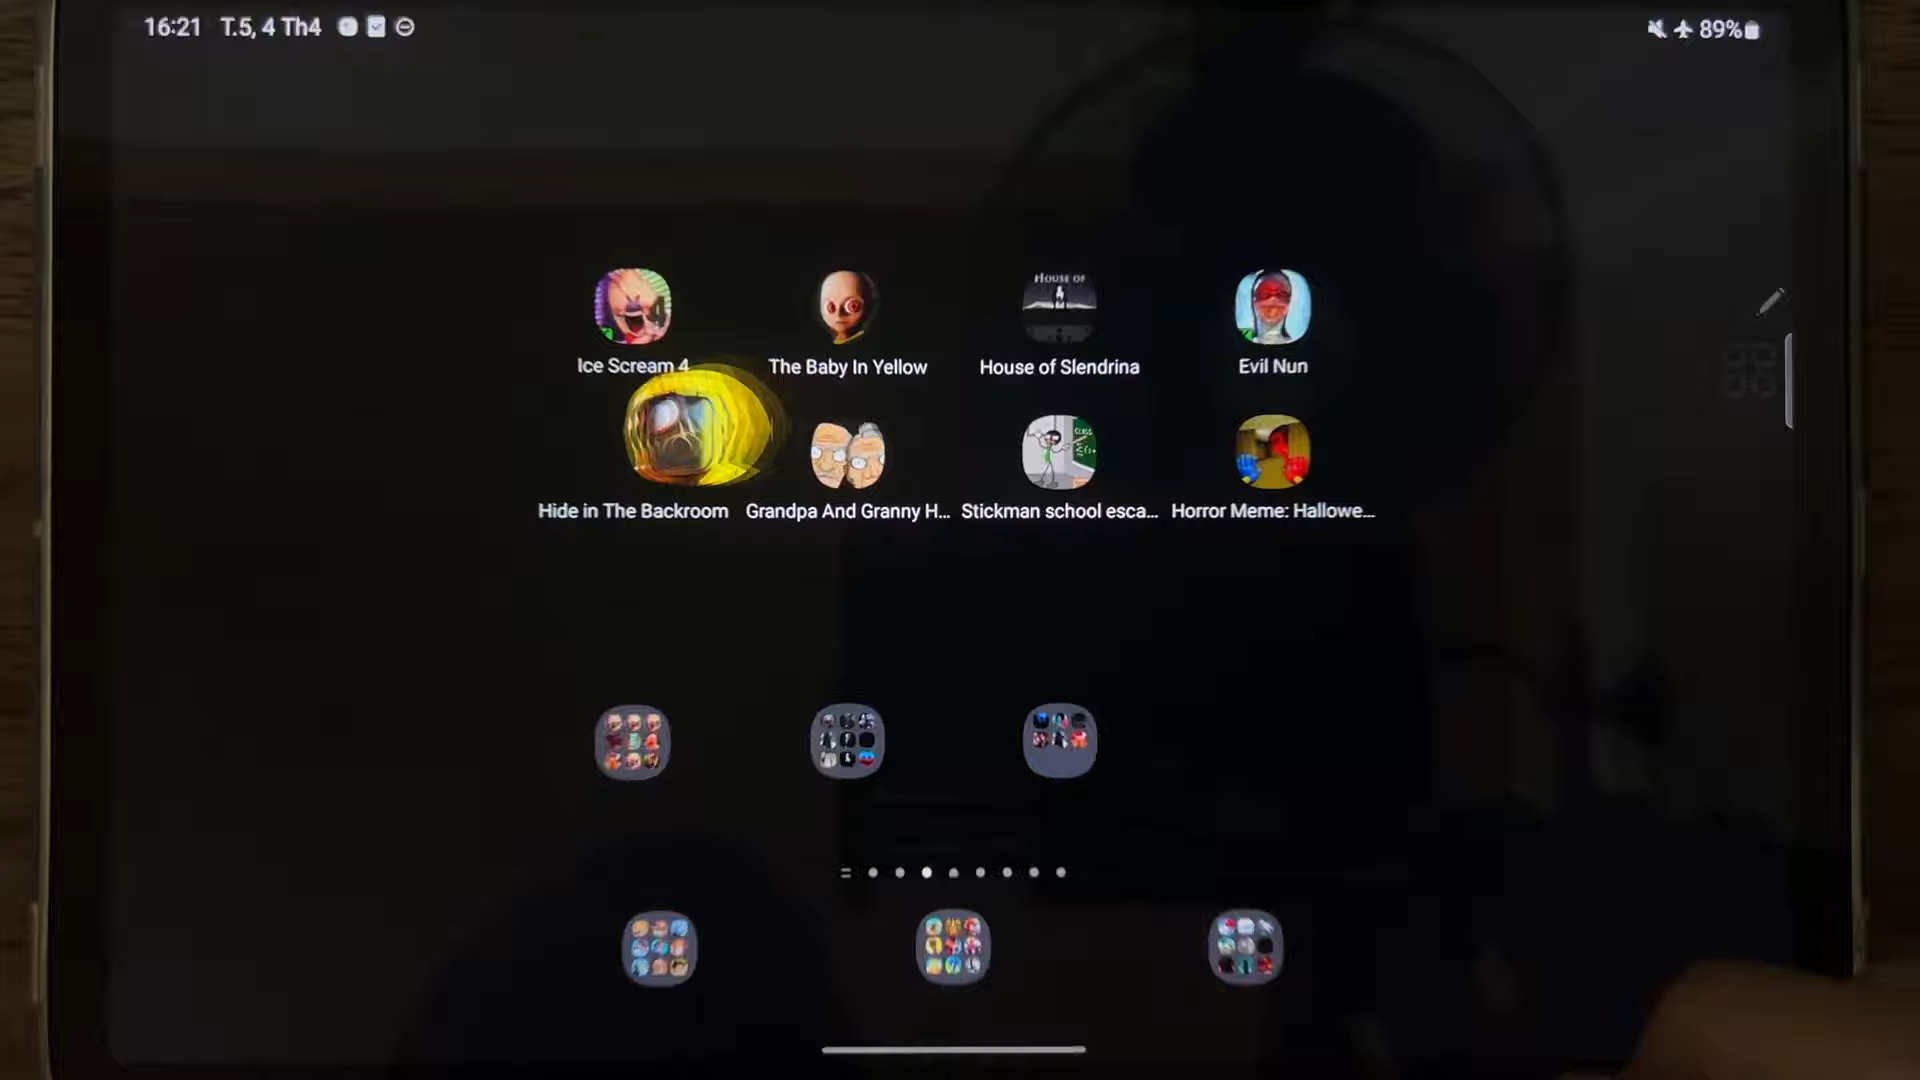 16:21 T.5, 4 Th4
89%
HOUSE OF
Ice Scream 4
The Baby In Yellow
House of Slendrina
Evil Nun
CLASS
Hide in The Backroom
Grandpa And Granny H...
Stickman school esca...
Horror Meme: Hallowe...